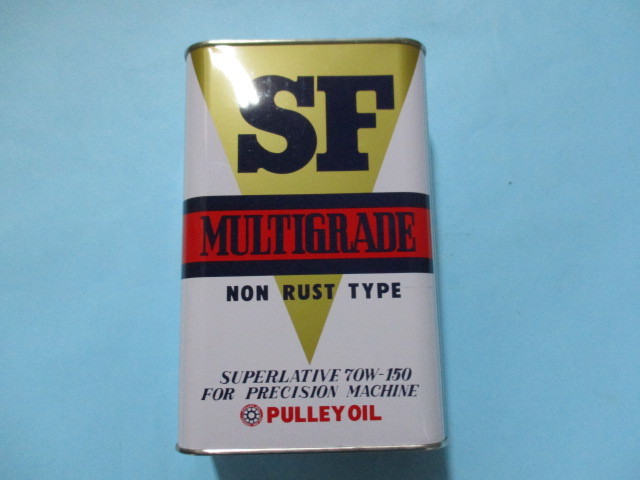 SF
MULTIGRADE
NON RUST TYPE
SUPERLATIVE 70W-150
FOR PRECISION MACHINE
PULLEY OIL